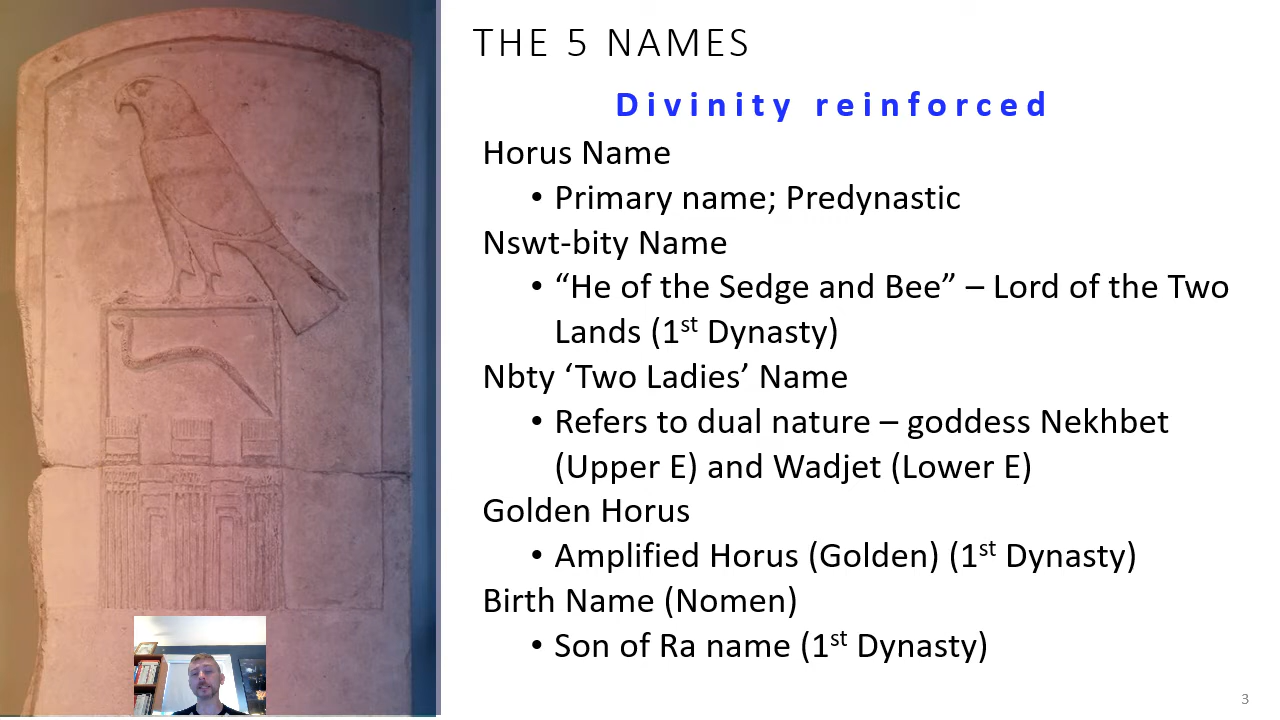 THE 5 NAMES
Divinity reinforced
Horus Name
• Primary name; Predynastic
Nswt-bity Name
• “He of the Sedge and Bee” – Lord of the Two
Lands (1st Dynasty)
Nbty ‘Two Ladies’ Name
• Refers to dual nature – goddess Nekhbet
(Upper E) and Wadjet (Lower E)
Golden Horus
• Amplified Horus (Golden) (1st Dynasty)
Birth Name (Nomen)
• Son of Ra name (1st Dynasty)
3